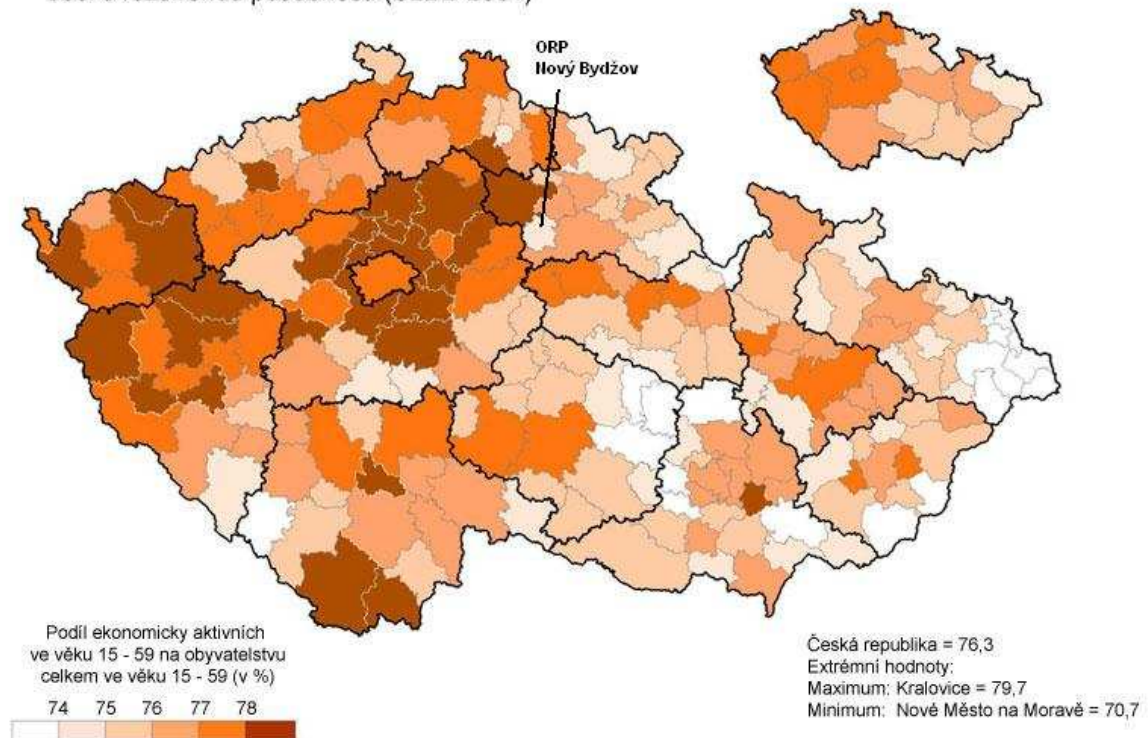 ORP
Nový Bydžov
Podíl ekonomicky aktivních
ve věku 15 - 59 na obyvatelstvu
celkem ve věku 15 - 59 (v %)
74 75 76 77 78
Česká republika = 76,3
Extrémní hodnoty:
Maximum: Kralovice = 79,7
Minimum: Nové Město na Moravě = 70,7